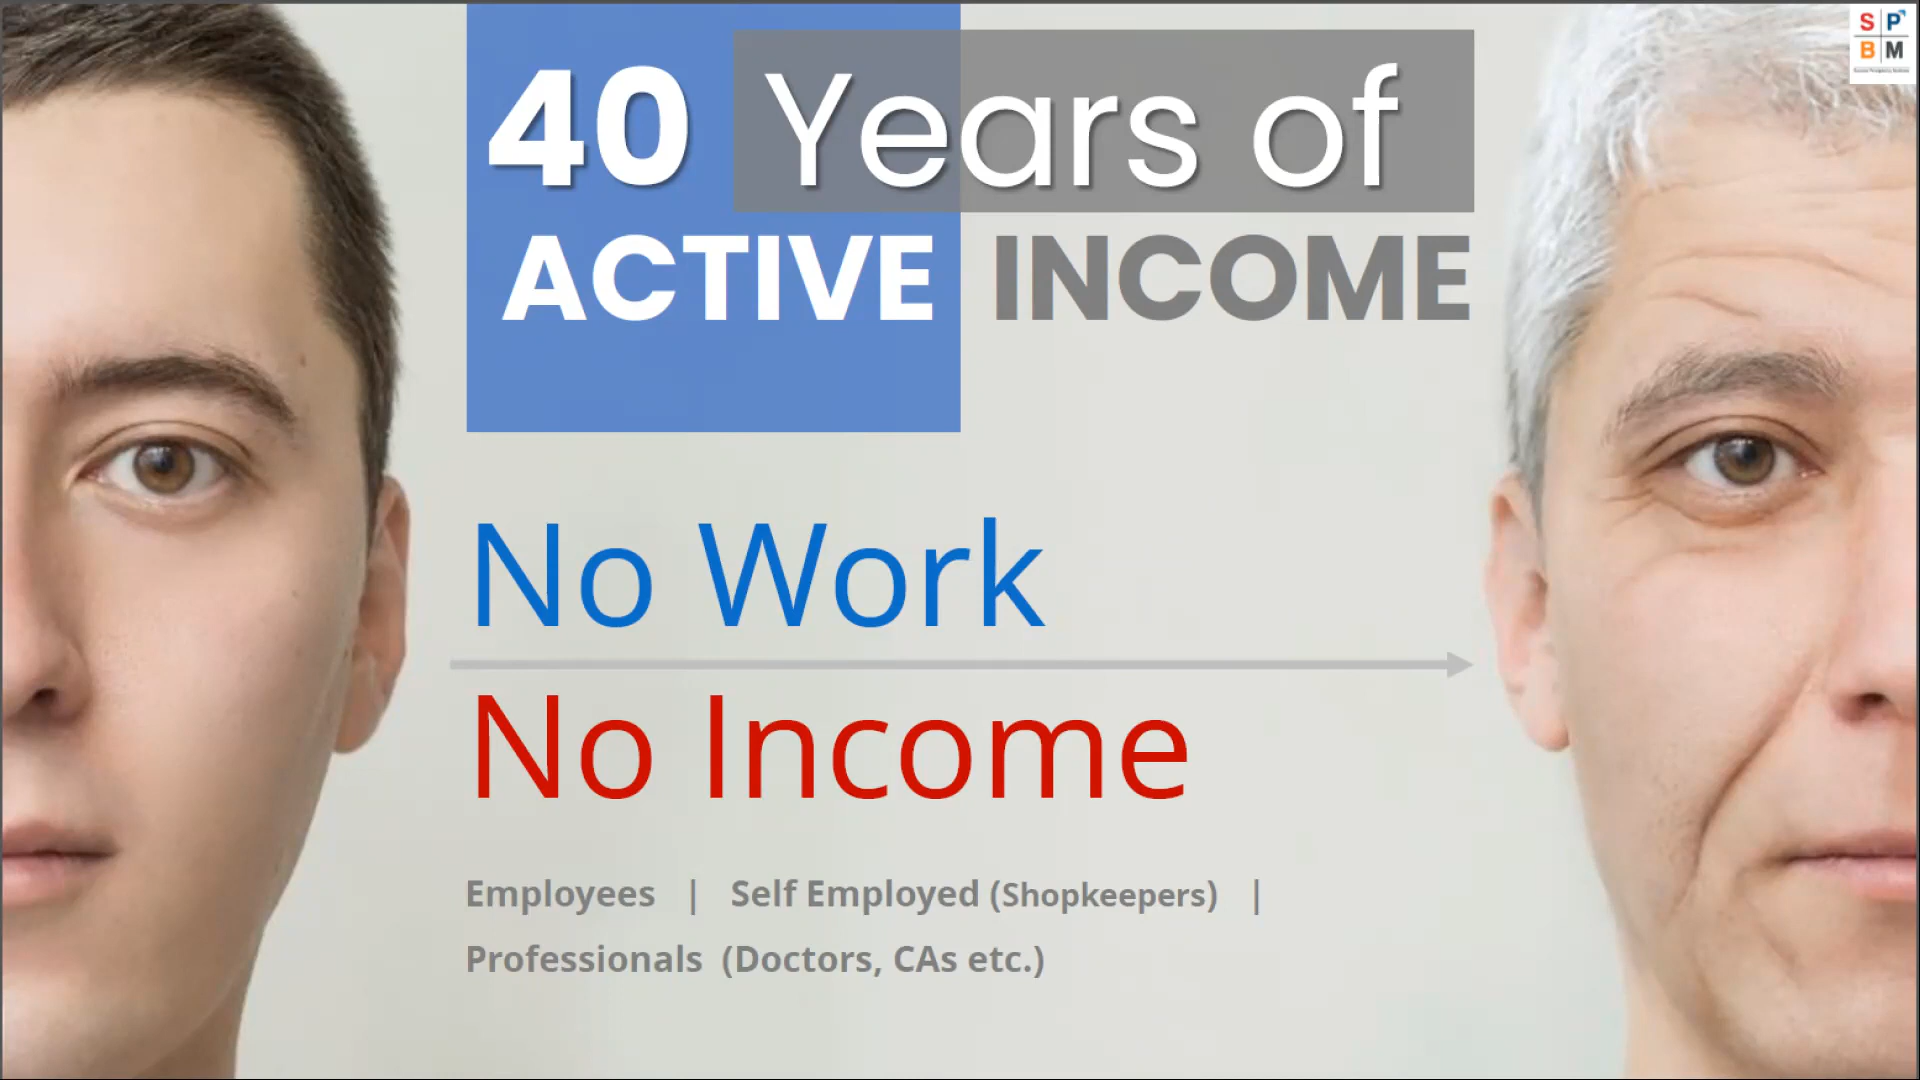 40 Years of
ACTIVE INCOME
No Work
No Income
Employees | Self Employed (Shopkeepers) |
Professionals (Doctors, CAs etc.)
S P
B M